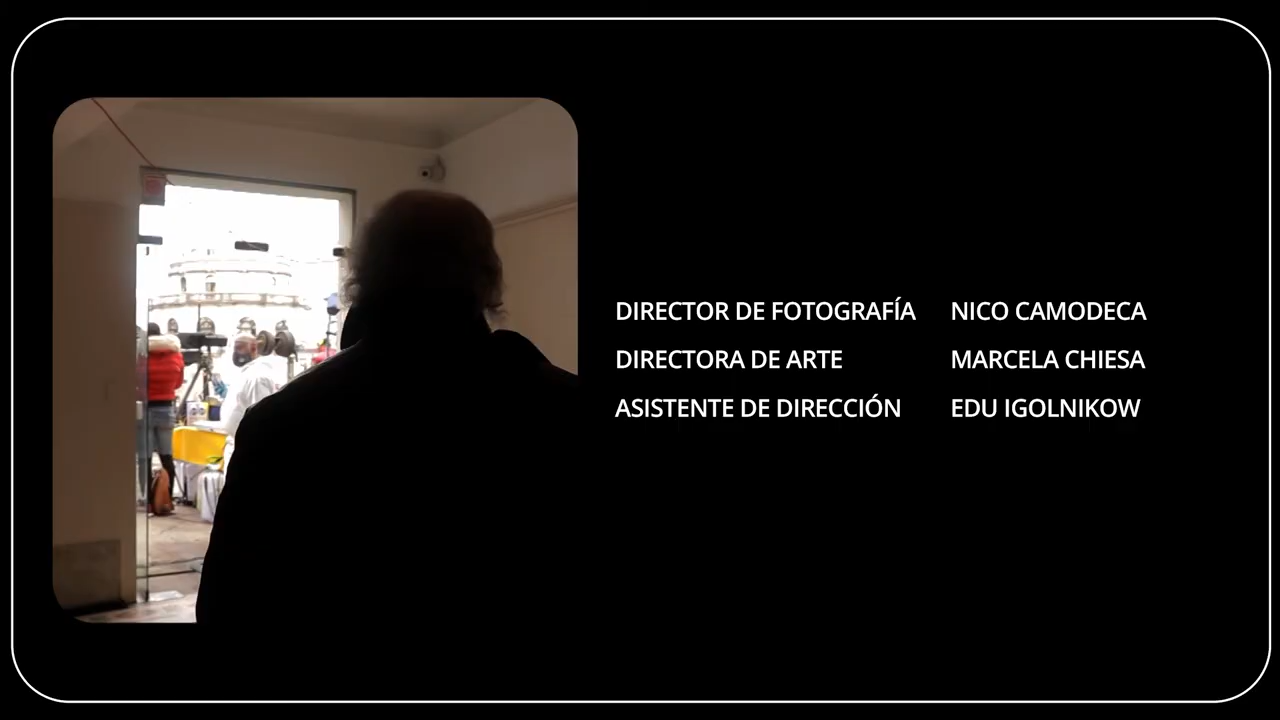 DIRECTOR DE FOTOGRAFÍA NICO CAMODECA
DIRECTORA DE ARTE MARCELA CHIESA
ASISTENTE DE DIRECCIÓN EDU IGOLNIKOW